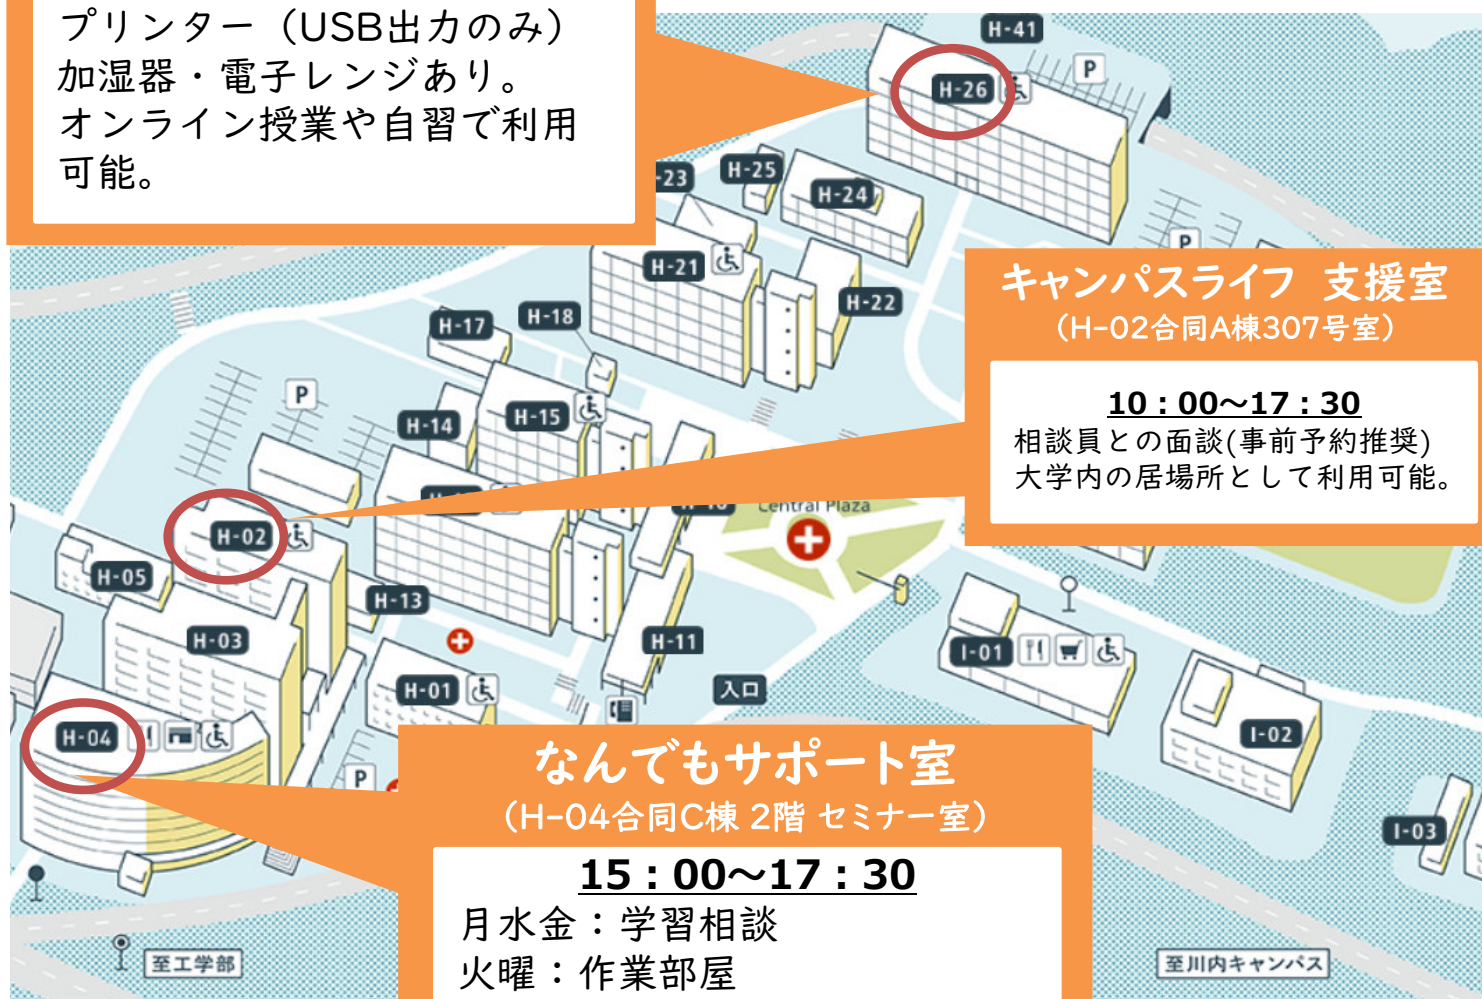 プリンター（USB出力のみ）
加湿器・電子レンジあり。
オンライン授業や自習で利用
可能。
H-41
P
H-26
H-25
-23
H-24
P
H-21
H-22
H-17
H-18
キャンパスライフ 支援室
（H-02合同A棟307号室）
10：00～17：30
相談員との面談(事前予約推奨)
大学内の居場所として利用可能。
P
H-15
H-14
Central Plaza
H-02
H-05
H-13
H-03
H-11
I-01
H-01
入口
H-04
I-02
P
I-03
なんでもサポート室
（H-04合同C棟 2階 セミナー室）
15：00～17：30
月水金：学習相談
火曜：作業部屋
至工学部
至川内キャンパス